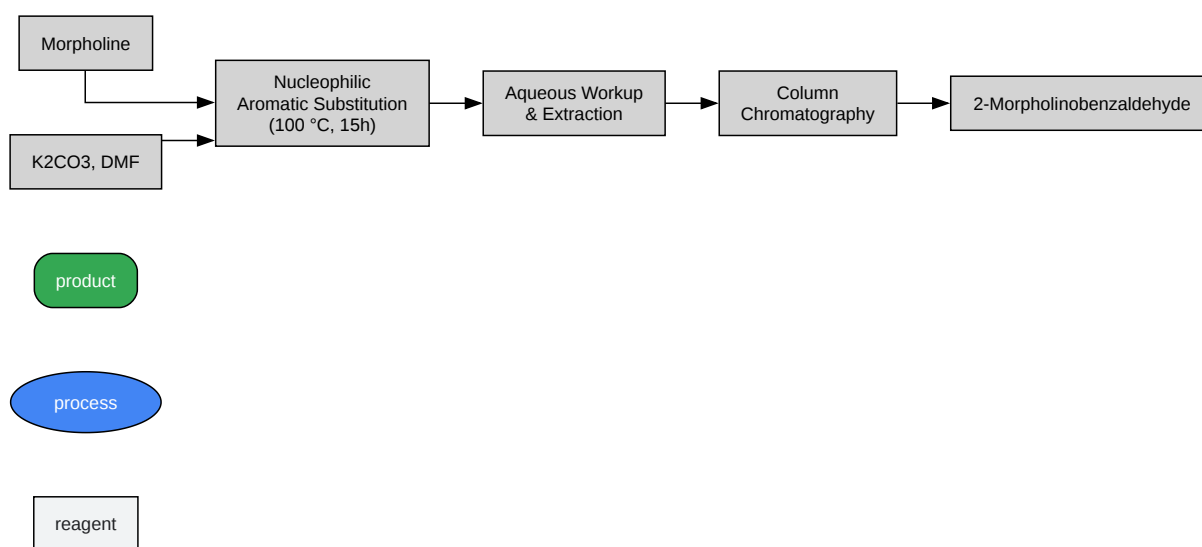 Morpholine
K2CO3, DMF
Nucleophilic
Aromatic Substitution
(100 °C, 15h)
Aqueous Workup
& Extraction
Column
Chromatography
2-Morpholinobenzaldehyde
product
process
reagent